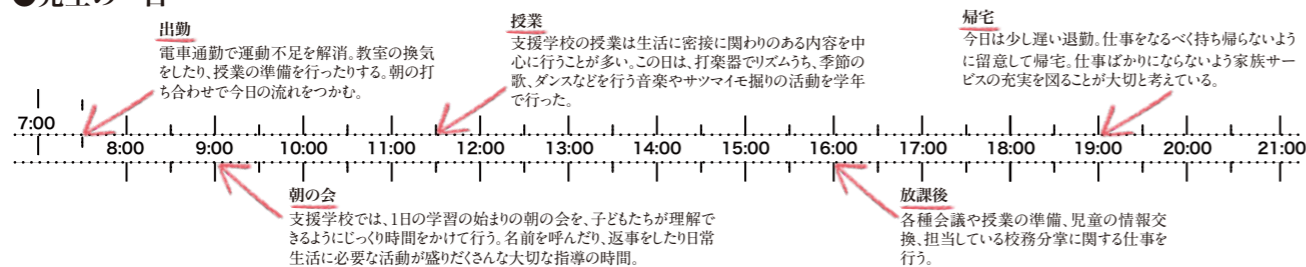 出勤
電車通勤で運動不足を解消。教室の換気
をしたり、授業の準備を行ったりする。朝の打
ち合わせで今日の流れをつかむ。
授業
支援学校の授業は生活に密接に関わりのある内容を中
心に行うことが多い。この日は、打楽器でリズムうち、季節の
歌、ダンスなどを行う音楽やサツマイモ掘りの活動を学年
で行った。
帰宅
今日は少し遅い退勤。仕事をなるべく持ち帰らないよう
に留意して帰宅。仕事ばかりにならないよう家族サー
ビスの充実を図ることが大切と考えている。
7:00
8:00 9:00 10:00 11:00 12:00 13:00 14:00 15:00 16:00 17:00 18:00 19:00 20:00 21:00
朝の会
支援学校では、1日の学習の始まりの朝の会を、子どもたちが理解で
きるようにじっくり時間をかけて行う。名前を呼んだり、返事をしたり日常
生活に必要な活動が盛りだくさんな大切な指導の時間。
放課後
各種会議や授業の準備、児童の情報交
換、担当している校務分掌に関する仕事を
行う。